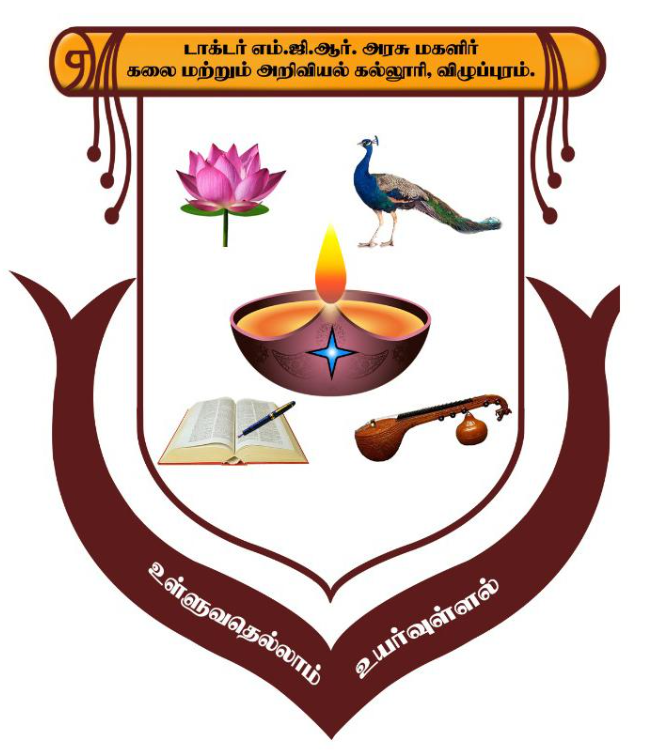 டாக்டர் எம்.ஜி.ஆர். அரசு மகளிர்
கலை மற்றும் அறிவியல் கல்லூரி, விழுப்புரம்.
உள்ளுவதெல்லாம்
உயர்வுள்ளல்